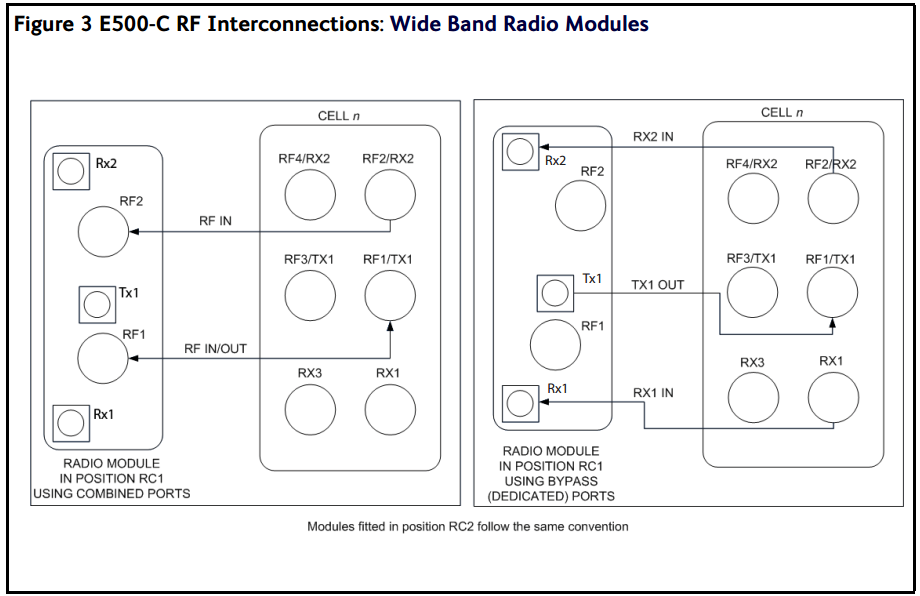 Figure 3 E500-C RF Interconnections: Wide Band Radio Modules
CELL n
Rx2
RF2
Tx1
RF1
Rx1
RF4/RX2
RF2/RX2
RF IN
RF3/TX1
RF1/TX1
RF IN/OUT
RX3
RX1
RADIO MODULE
IN POSITION RC1
USING COMBINED PORTS
CELL n
RX2 IN
Rx2
RF2
RF4/RX2
RF2/RX2
Tx1
TX1 OUT
RF3/TX1
RF1/TX1
RF1
Rx1
RX1 IN
RX3
RX1
RADIO MODULE
IN POSITION RC1
USING BYPASS
(DEDICATED) PORTS
Modules fitted in position RC2 follow the same convention